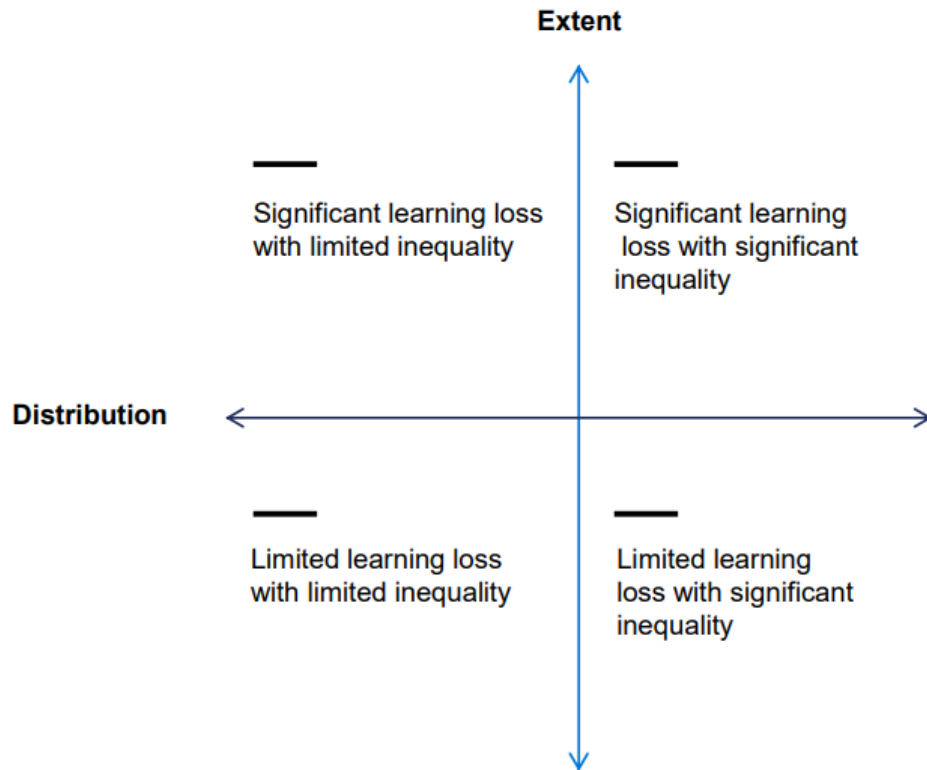 Extent
Significant learning loss
with limited inequality
Significant learning
loss with significant
inequality
Distribution
Limited learning loss
with limited inequality
Limited learning
loss with significant
inequality